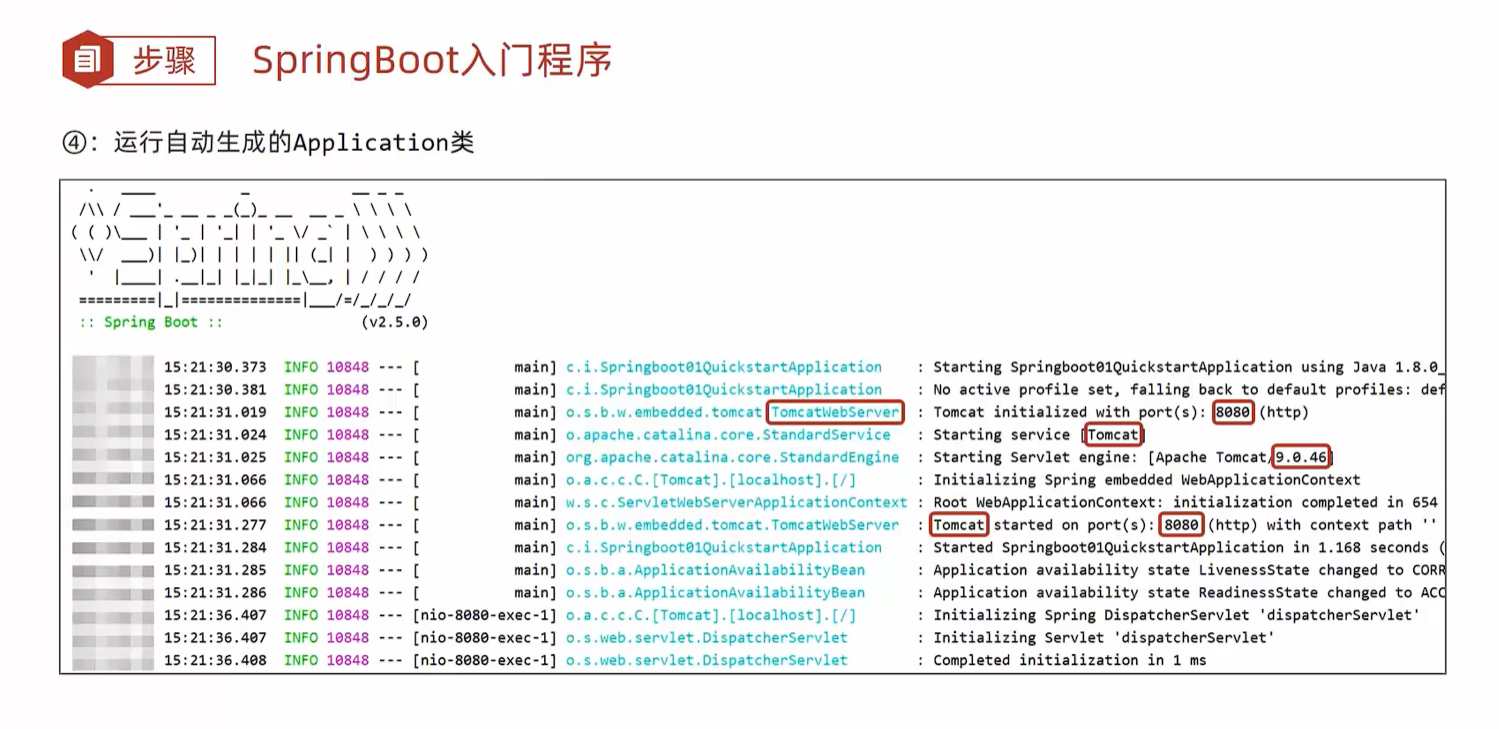 步骤 SpringBoot入门程序
④：运行自动生成的Application类
:: Spring Boot :: (v2.5.0)
15:21:30.373 INFO 10848 --- [ main] c.i.Springboot01QuickstartApplication : Starting Springboot01QuickstartApplication using Java 1.8.0_
15:21:30.381 INFO 10848 --- [ main] c.i.Springboot01QuickstartApplication : No active profile set, falling back to default profiles: def
15:21:31.019 INFO 10848 --- [ main] o.s.b.w.embedded.tomcat.TomcatWebServer : Tomcat initialized with port(s): 8080 (http)
15:21:31.024 INFO 10848 --- [ main] o.apache.catalina.core.StandardService : Starting service [Tomcat]
15:21:31.025 INFO 10848 --- [ main] org.apache.catalina.core.StandardEngine : Starting Servlet engine: [Apache Tomcat/9.0.46]
15:21:31.066 INFO 10848 --- [ main] o.a.c.c.C.[Tomcat].[localhost].[/] : Initializing Spring embedded WebApplicationContext
15:21:31.066 INFO 10848 --- [ main] w.s.c.ServletWebServerApplicationContext : Root WebApplicationContext: initialization completed in 654
15:21:31.277 INFO 10848 --- [ main] o.s.b.w.embedded.tomcat.TomcatWebServer : Tomcat started on port(s): 8080 (http) with context path ''
15:21:31.284 INFO 10848 --- [ main] c.i.Springboot01QuickstartApplication : Started Springboot01QuickstartApplication in 1.168 seconds (
15:21:31.285 INFO 10848 --- [ main] o.s.b.a.ApplicationAvailabilityBean : Application availability state LivenessState changed to CORR
15:21:31.286 INFO 10848 --- [ main] o.s.b.a.ApplicationAvailabilityBean : Application availability state ReadinessState changed to ACC
15:21:36.407 INFO 10848 --- [nio-8080-exec-1] o.a.c.c.C.[Tomcat].[localhost].[/] : Initializing Spring DispatcherServlet 'dispatcherServlet'
15:21:36.407 INFO 10848 --- [nio-8080-exec-1] o.s.web.servlet.DispatcherServlet : Initializing Servlet 'dispatcherServlet'
15:21:36.408 INFO 10848 --- [nio-8080-exec-1] o.s.web.servlet.DispatcherServlet : Completed initialization in 1 ms